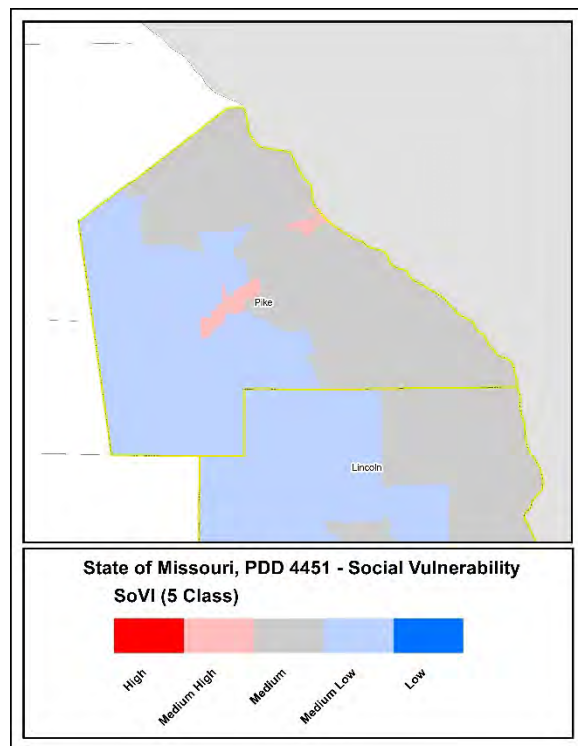 Pike
Lincoln
State of Missouri, PDD 4451 - Social Vulnerability
SoVI (5 Class)
High
Medium High
Medium
Medium Low
Low